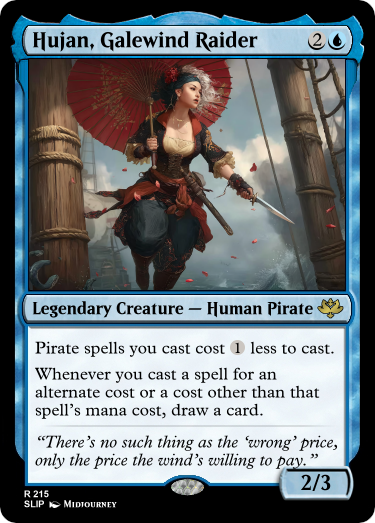 Hujan, Galewind Raider 2
Legendary Creature — Human Pirate
Pirate spells you cast cost 1 less to cast.
Whenever you cast a spell for an
alternate cost or a cost other than that
spell's mana cost, draw a card.
“There's no such thing as the ‘wrong’ price,
only the price the wind's willing to pay.”
2/3
R 215
SLIP Midjourney